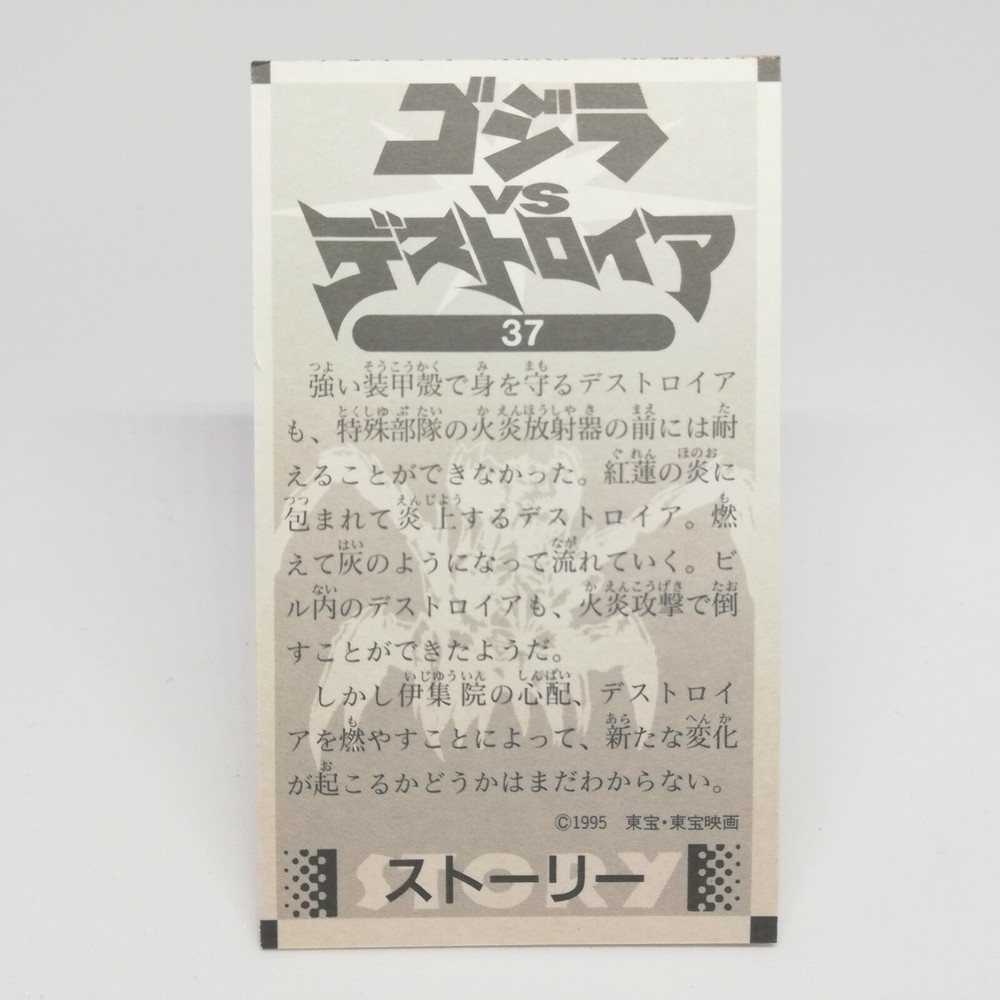 ゴジラ
VS
デストロイア
37
強い装甲殻で身を守るデストロイア
も、特殊部隊の火炎放射器の前には耐
えることができなかった。紅蓮の炎に
包まれて炎上するデストロイア。燃
えて灰のようになって流れていく。ビ
ル内のデストロイアも、火炎攻撃で倒
すことができたようだ。
しかし伊集院の心配、デストロイ
アを燃やすことによって、新たな変化
が起こるかどうかはまだわからない。
©1995 東宝・東宝映画
STORY
ストーリー